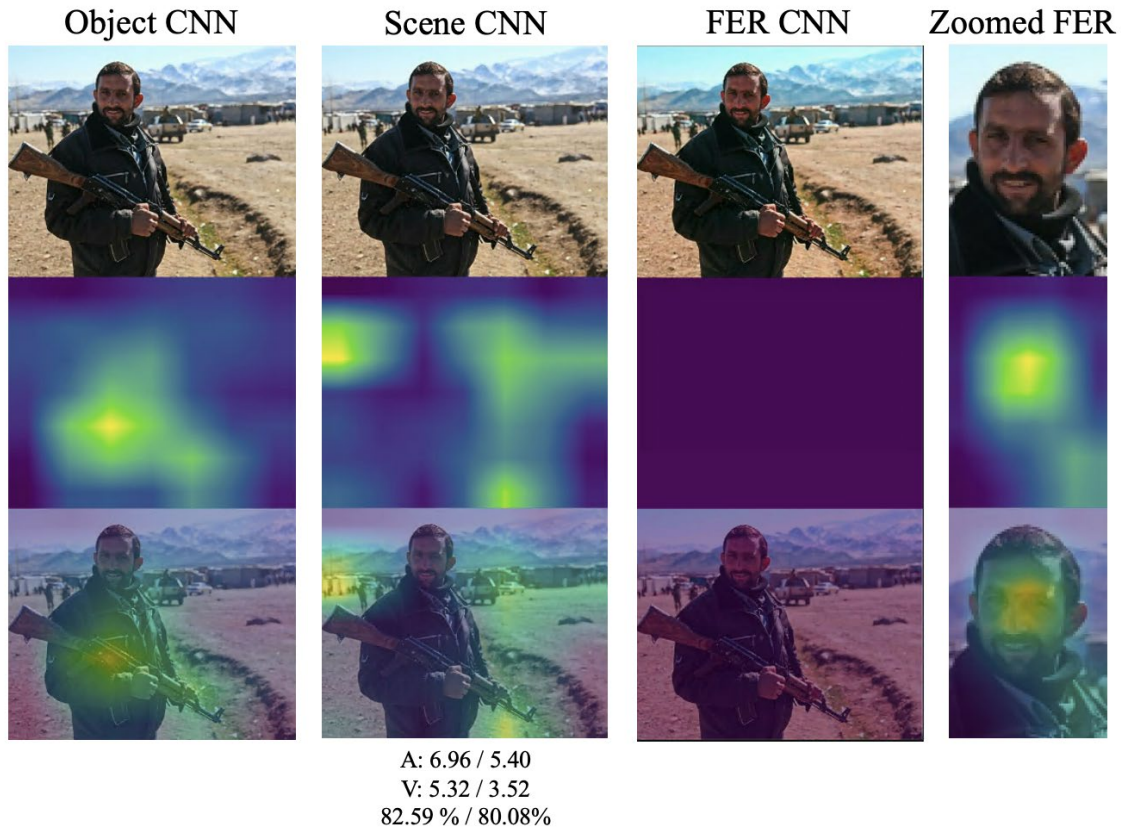 Object CNN
Scene CNN
FER CNN
Zoomed FER
A: 6.96 / 5.40
V: 5.32 / 3.52
82.59 % / 80.08%